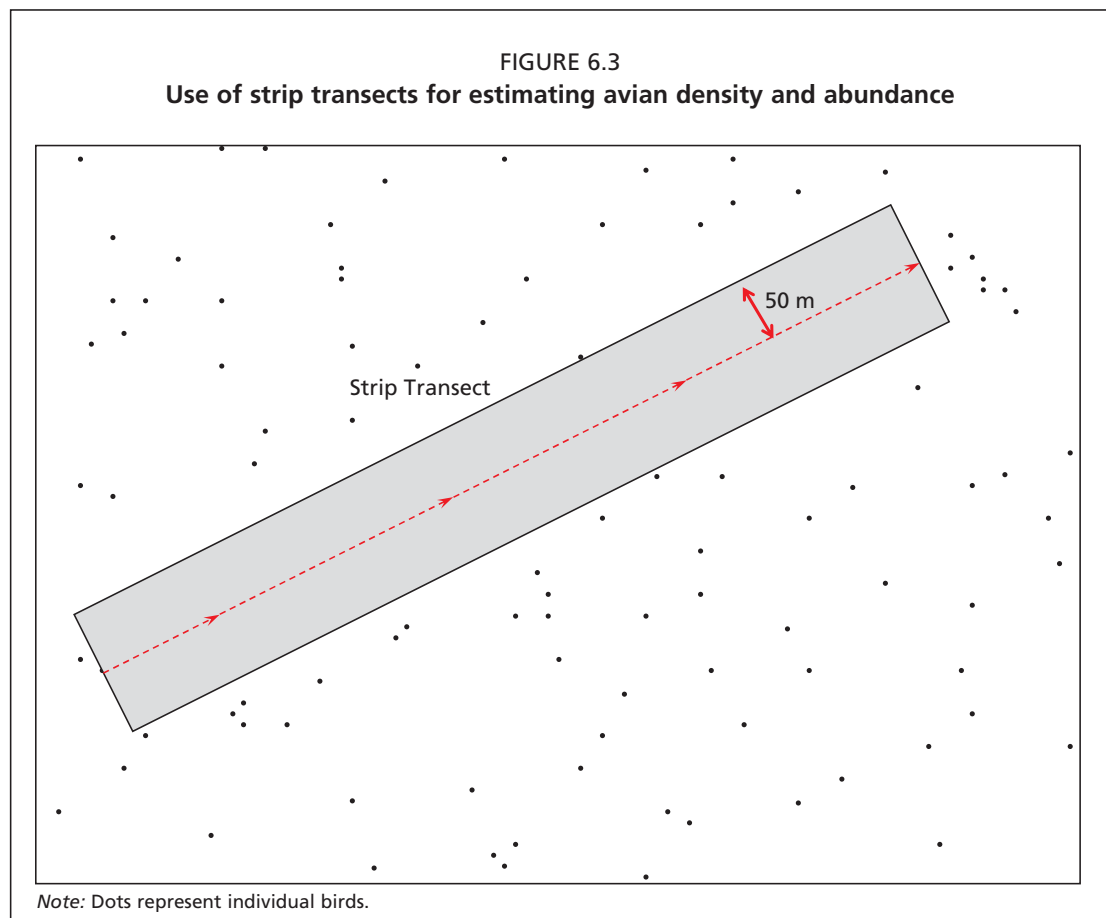 FIGURE 6.3
Use of strip transects for estimating avian density and abundance
50 m
Strip Transect
Note: Dots represent individual birds.